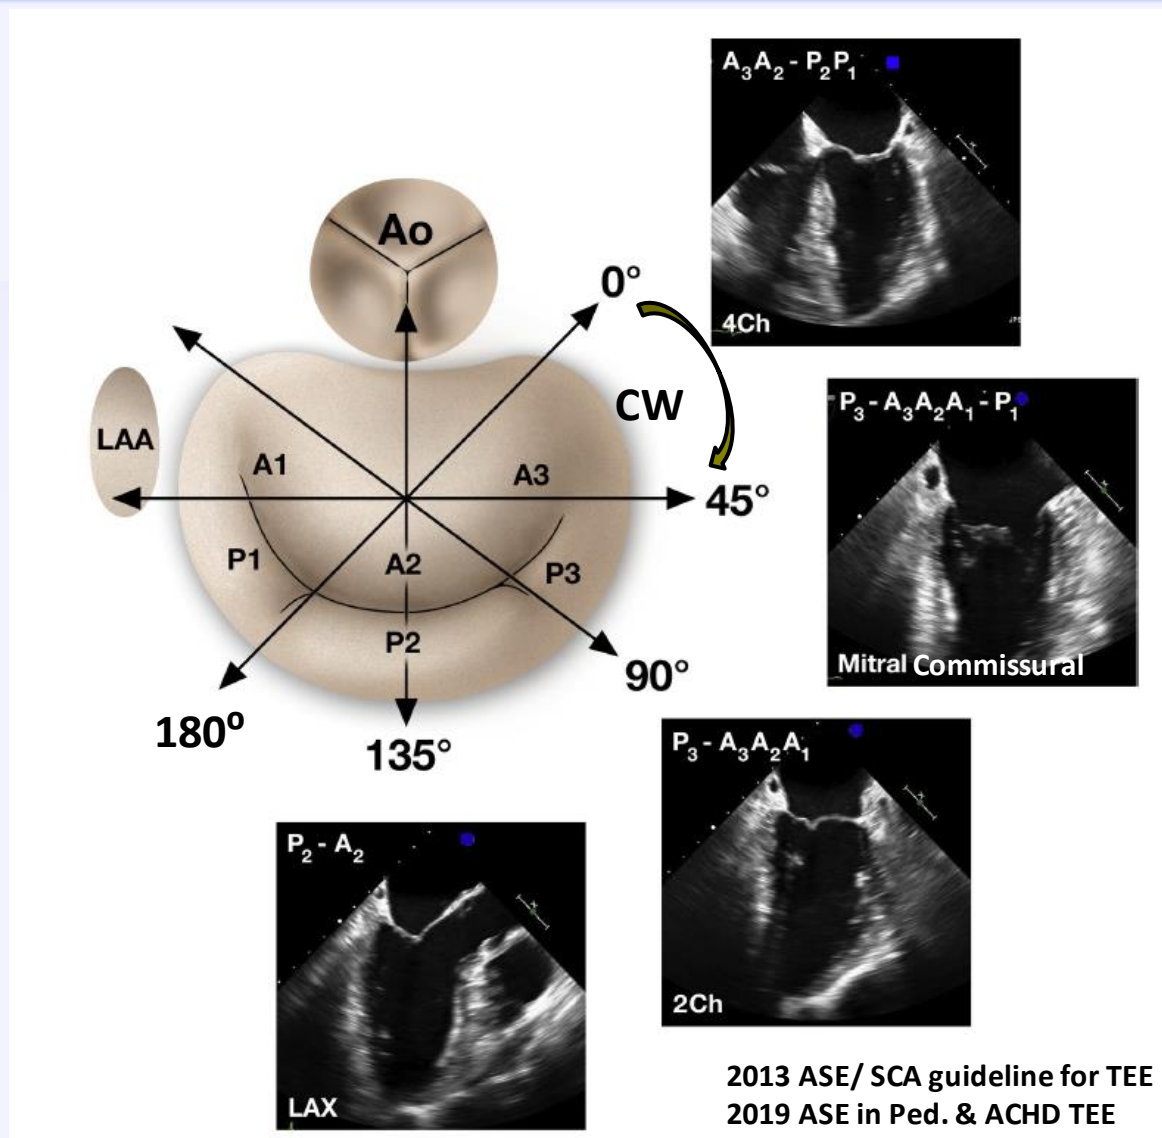 A3A2 - P2P1
4Ch
Ao
0°
CW
P3 - A3A2A1 - P1
Mitral Commissural
LAA
A1
A3
45°
P1
A2
P3
P2
90°
180⁰
135°
P3 - A3A2A1
2Ch
P2 - A2
LAX
2013 ASE/ SCA guideline for TEE
2019 ASE in Ped. & ACHD TEE